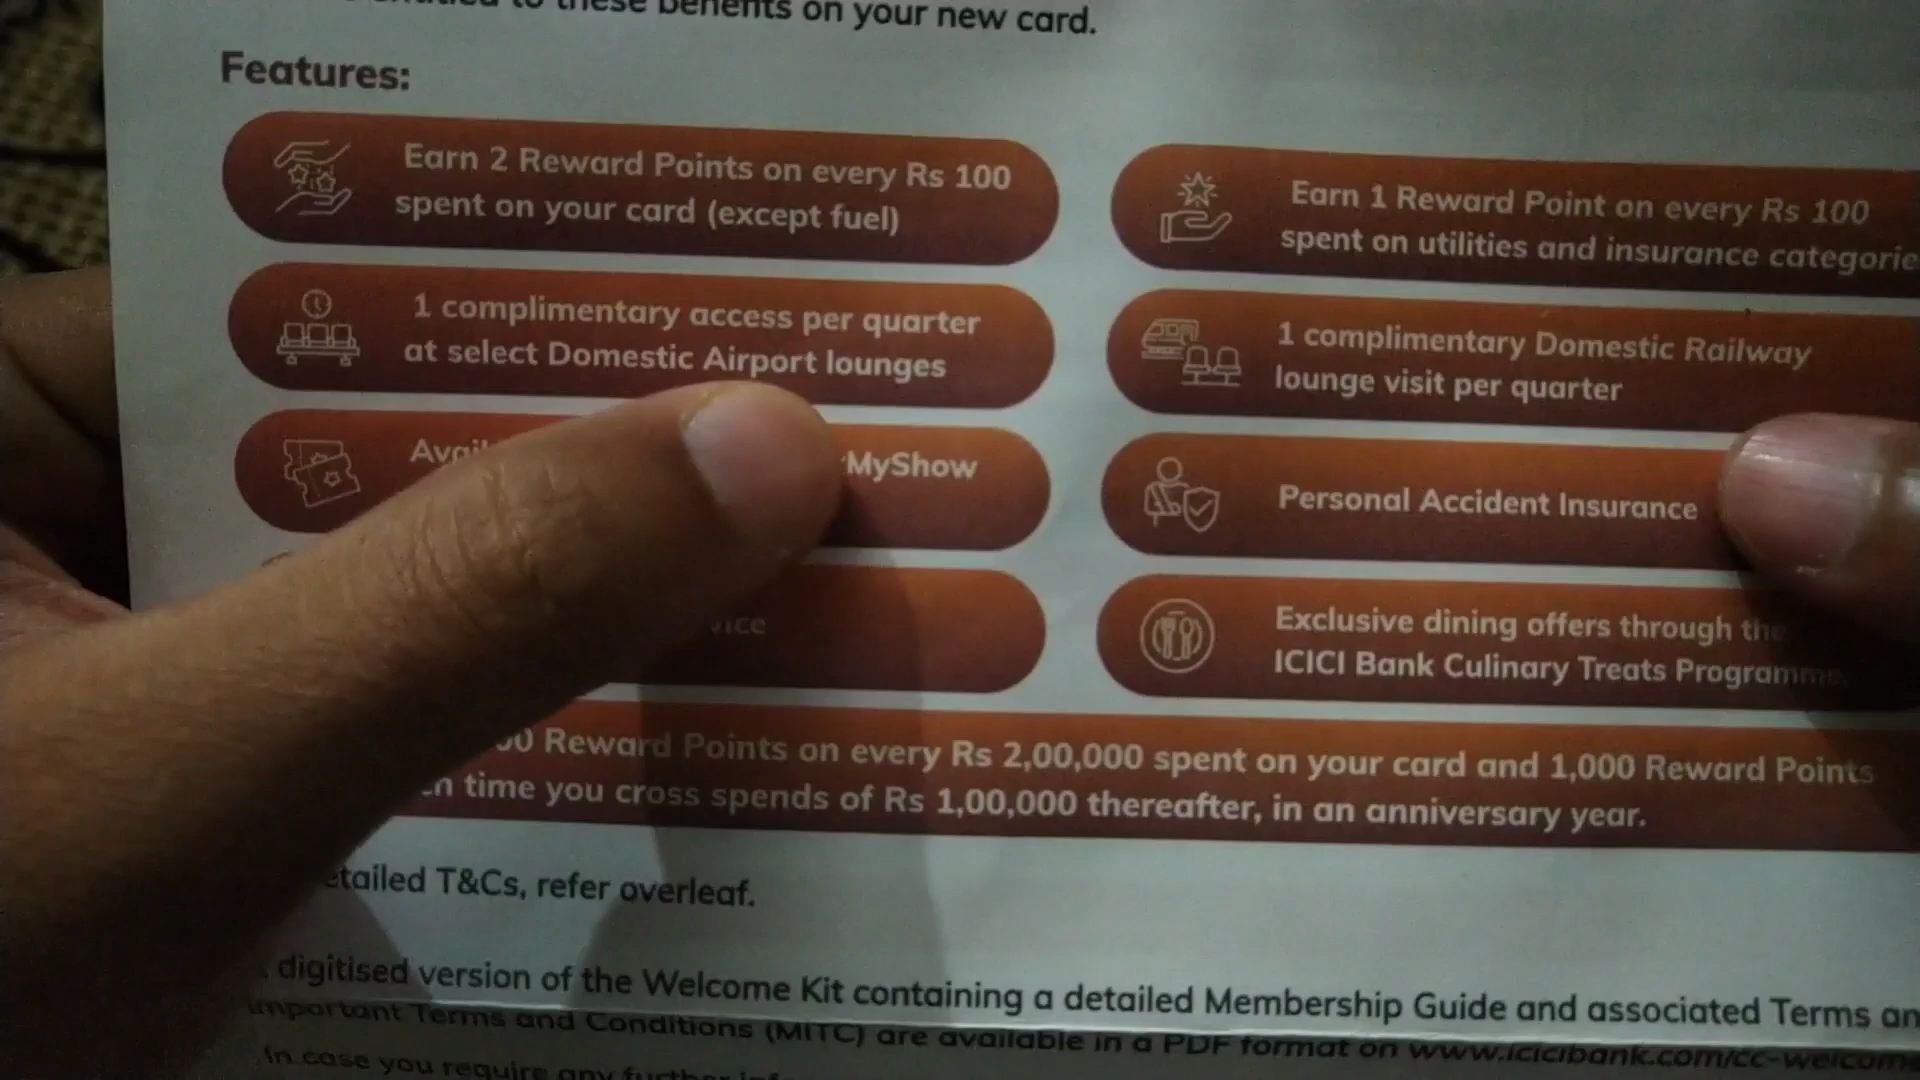 to these benefits on your new card.
Features:
Earn 2 Reward Points on every Rs 100
spent on your card (except fuel)
Earn 1 Reward Point on every Rs 100
spent on utilities and insurance
1 complimentary access per quarter
at select Domestic Airport lounges
1 complimentary Domestic Railway
lounge visit per quarter
MyShow
Personal Accident Insurance
Exclusive dining offers through the
ICICI Bank Culinary Treats Programme
Reward Points on every Rs 2,00,000 spent on your card and 1,000 Reward Points
time you cross spends of Rs 1,00,000 thereafter, in an anniversary year.
T&Cs, refer overleaf.
digitised version of the Welcome Kit containing a detailed Membership Guide and associated Terms
Important Terms and Conditions (MITC) are available in a PDF format on www.icicibank.com/cc-welcome
In case you require any further